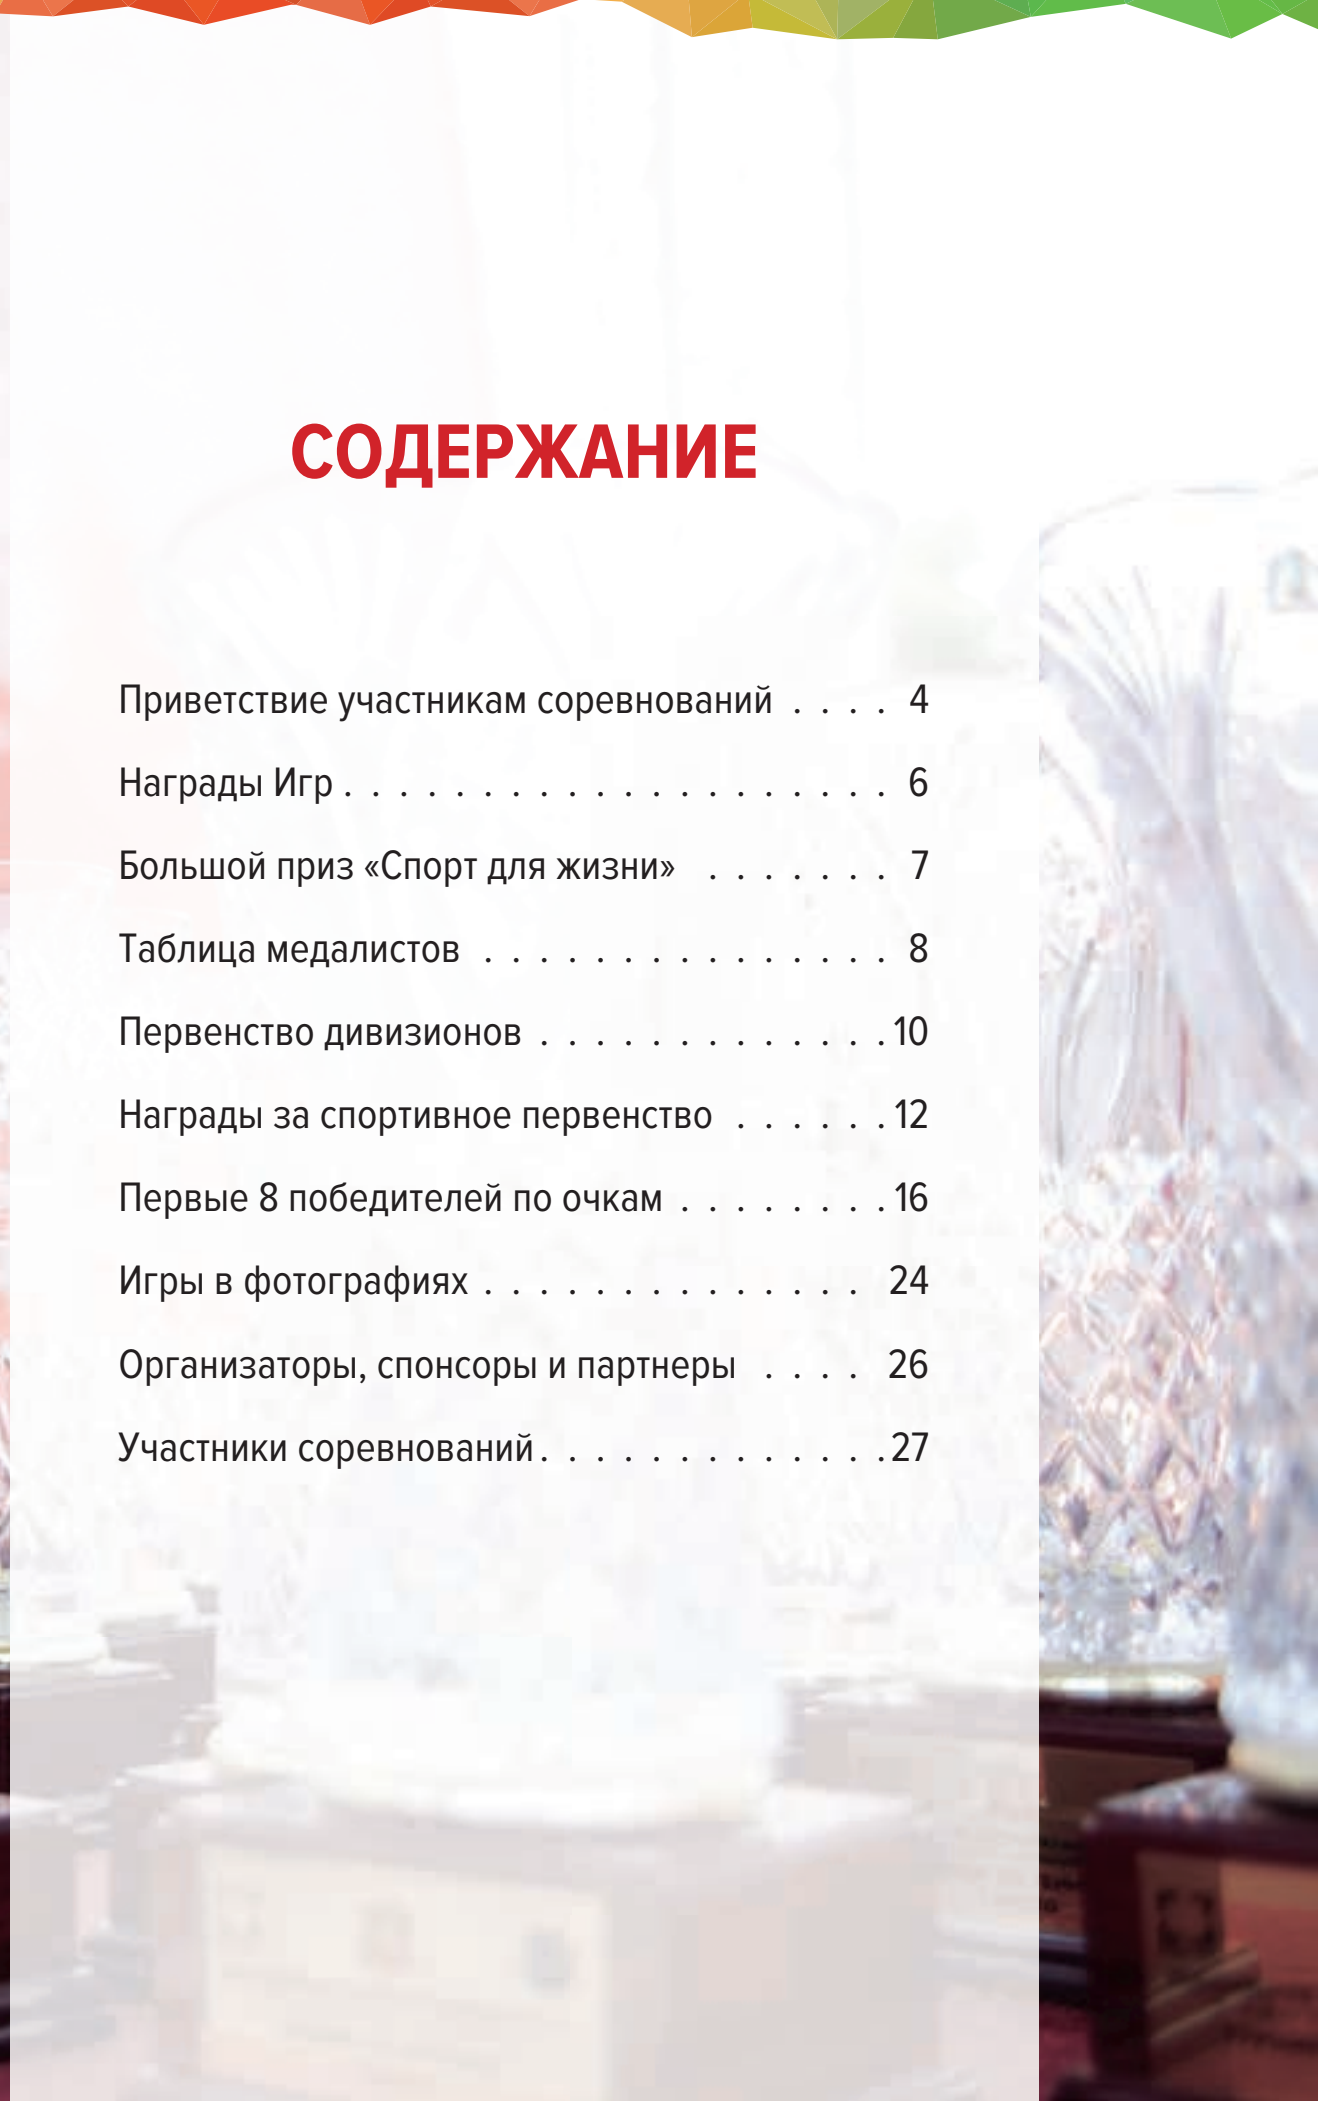 СОДЕРЖАНИЕ
Приветствие участникам соревнований . . . . 4
Награды Игр . . . . . . . . . . . . . . . . . . . . 6
Большой приз «Спорт для жизни» . . . . . . . 7
Таблица медалистов . . . . . . . . . . . . . . . 8
Первенство дивизионов . . . . . . . . . . . . . 10
Награды за спортивное первенство . . . . . . 12
Первые 8 победителей по очкам . . . . . . . . 16
Игры в фотографиях . . . . . . . . . . . . . . 24
Организаторы, спонсоры и партнеры . . . . 26
Участники соревнований . . . . . . . . . . . . . 27